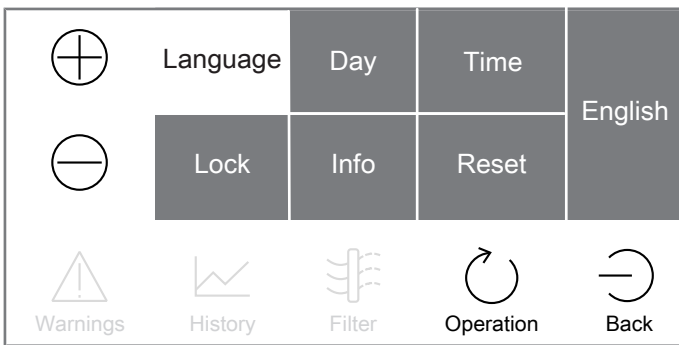 Language
Day
Time
English
Lock
Info
Reset
Warnings
History
Filter
Operation
Back